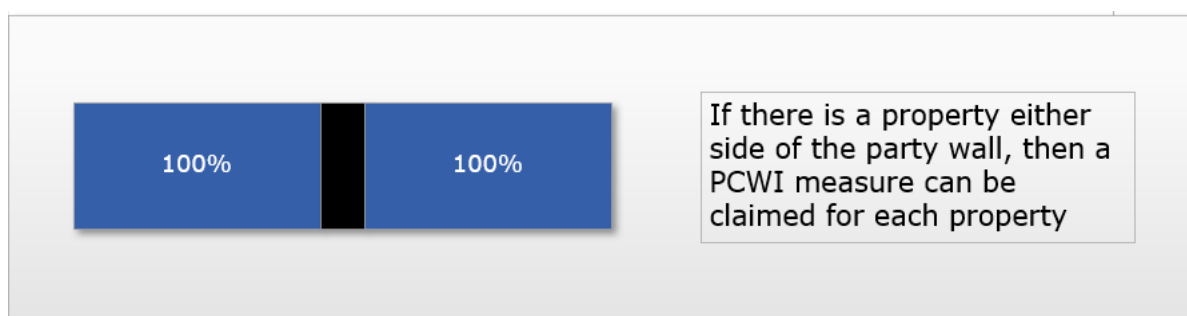 100%
100%
If there is a property either
side of the party wall, then a
PCWI measure can be
claimed for each property